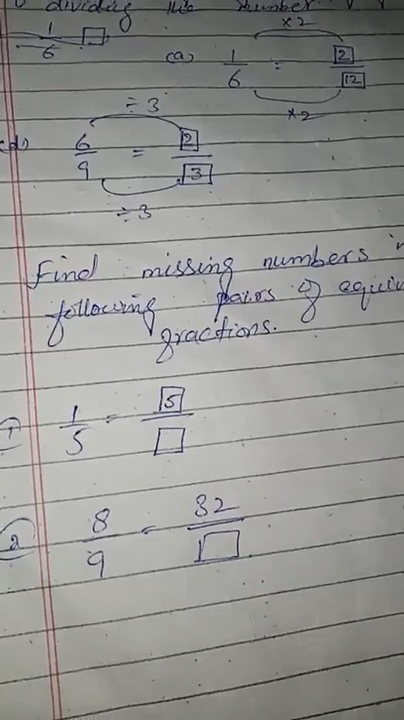 dividing the number
×2
1/6 □
(a) 1/6 = 2/12
×2
÷3
(d) 6/9 = 2/3
÷3
Find missing numbers in
following pairs of equi
fractions.
① 1/5 = 5/□
② 8/9 = 32/□